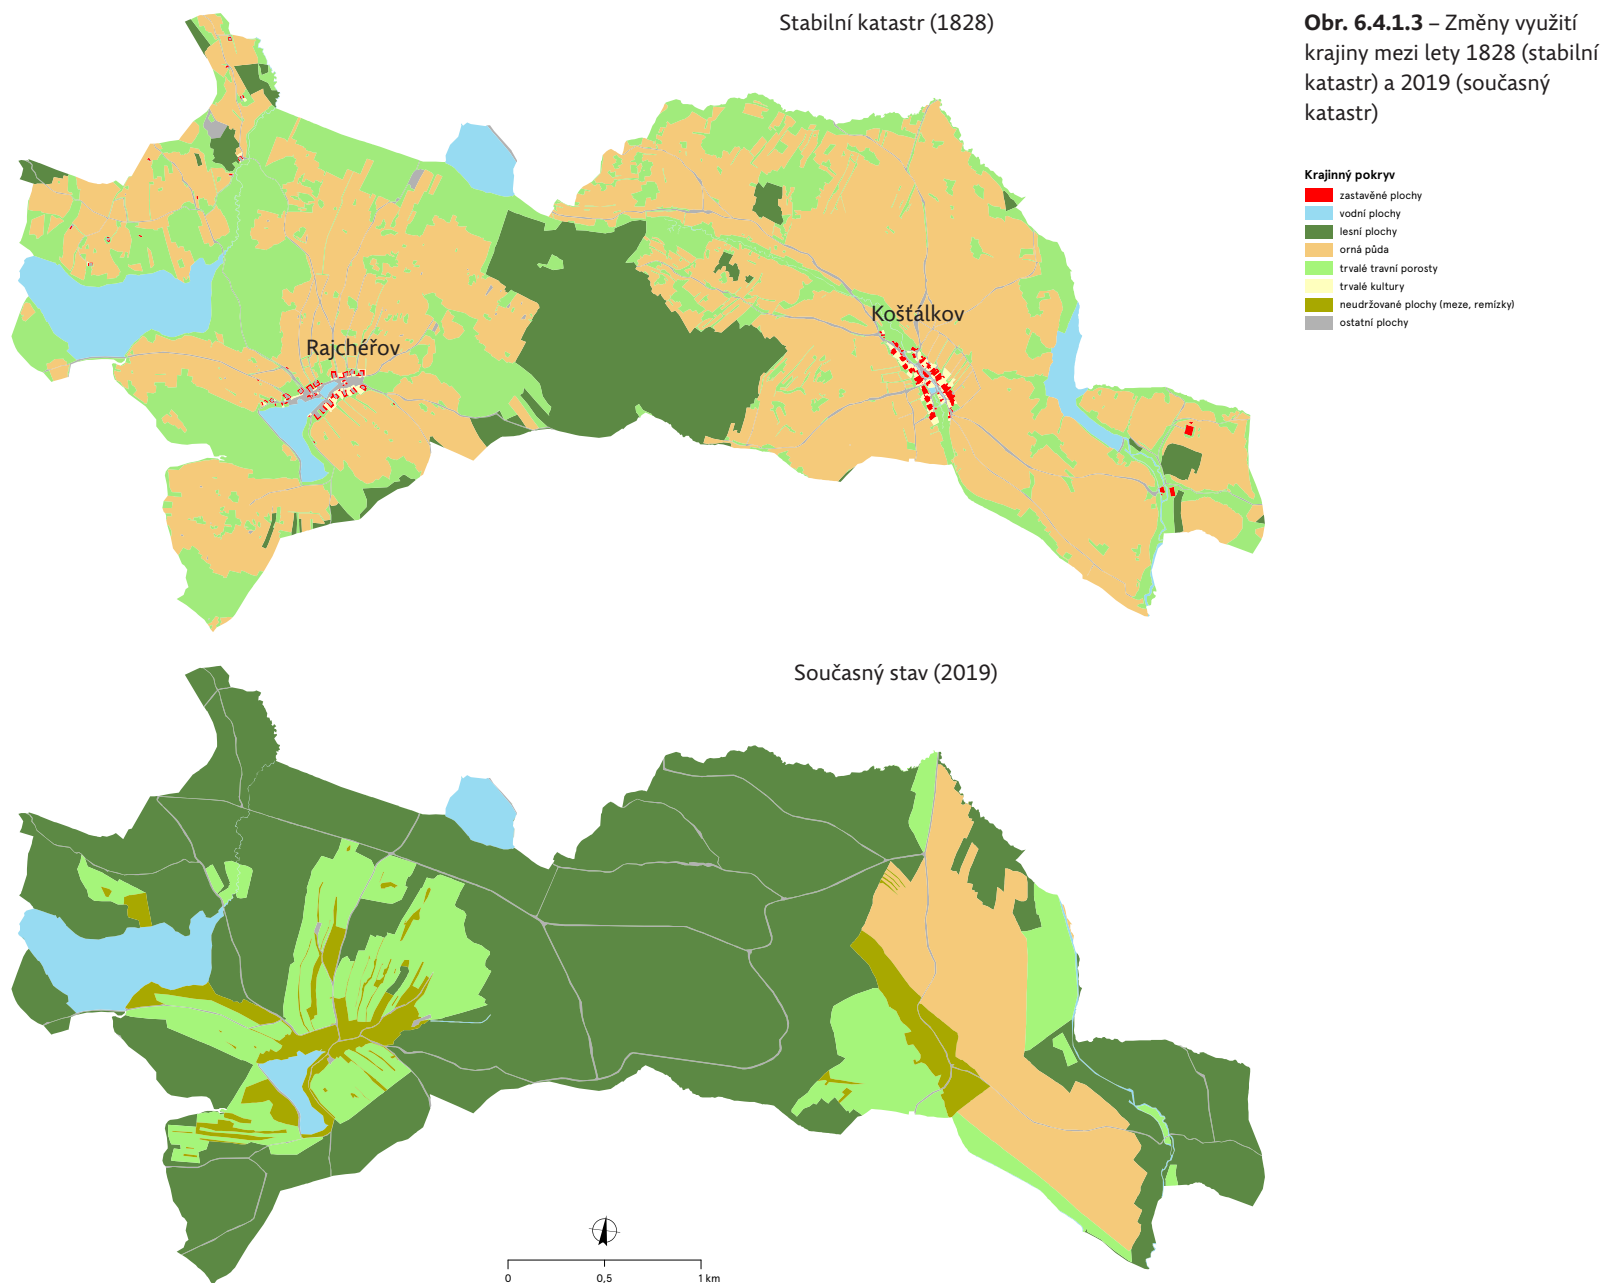 Stabilní katastr (1828)
Obr. 6.4.1.3 – Změny využití
krajiny mezi lety 1828 (stabilní
katastr) a 2019 (současný
katastr)
Krajinný pokryv
zastavěné plochy
vodní plochy
lesní plochy
orná půda
trvalé travní porosty
trvalé kultury
neudržované plochy (meze, remízky)
ostatní plochy
Košťálkov
Rajchéřov
Současný stav (2019)
0 0,5 1 km